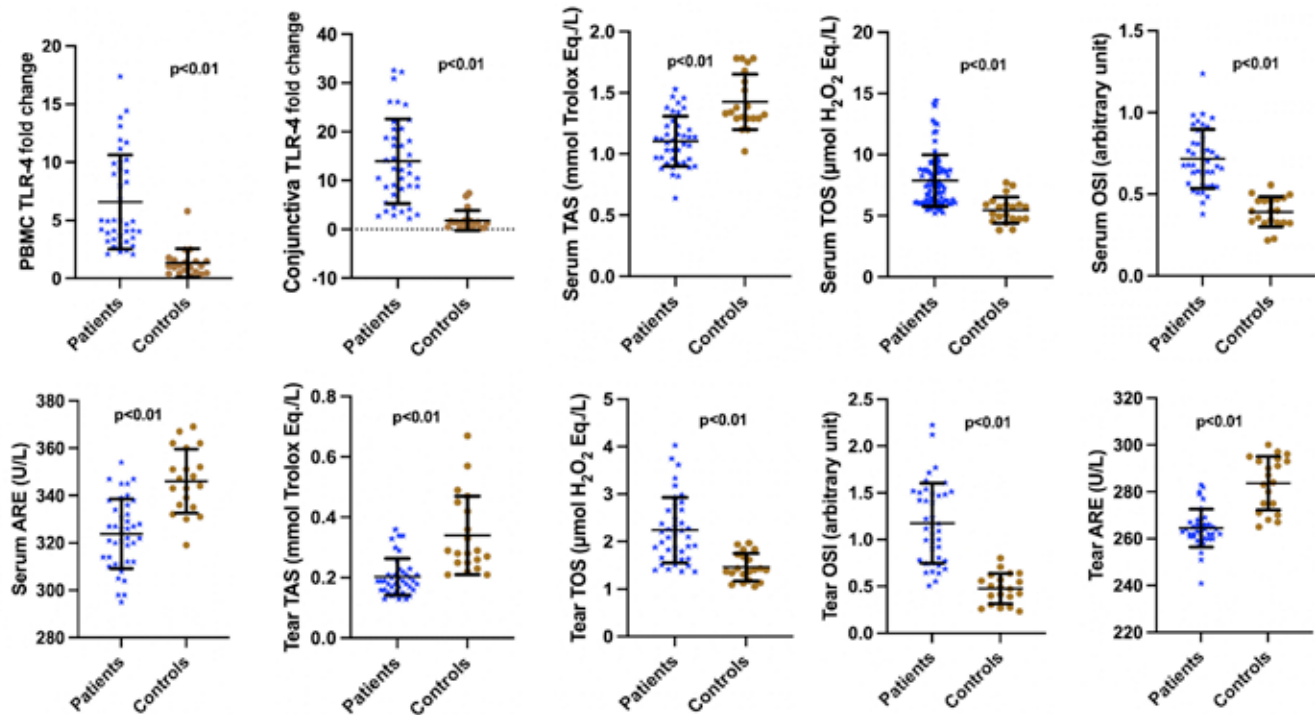 PBMC TLR-4 fold change
20
15
10
5
0
p<0.01
Patients
Controls
Conjunctiva TLR-4 fold change
40
30
20
10
0
-10
p<0.01
Patients
Controls
Serum TAS (mmol Trolox Eq./L)
2.0
1.5
1.0
0.5
0.0
p<0.01
Patients
Controls
Serum TOS (µmol H₂O₂ Eq./L)
20
15
10
5
0
p<0.01
Patients
Controls
Serum OSI (arbitrary unit)
1.5
1.0
0.5
0.0
p<0.01
Patients
Controls
Serum ARE (U/L)
380
360
340
320
300
280
p<0.01
Patients
Controls
Tear TAS (mmol Trolox Eq./L)
0.8
0.6
0.4
0.2
0.0
p<0.01
Patients
Controls
Tear TOS (µmol H₂O₂ Eq./L)
5
4
3
2
1
0
p<0.01
Patients
Controls
Tear OSI (arbitrary unit)
2.5
2.0
1.5
1.0
0.5
0.0
p<0.01
Patients
Controls
Tear ARE (U/L)
320
300
280
260
240
220
p<0.01
Patients
Controls